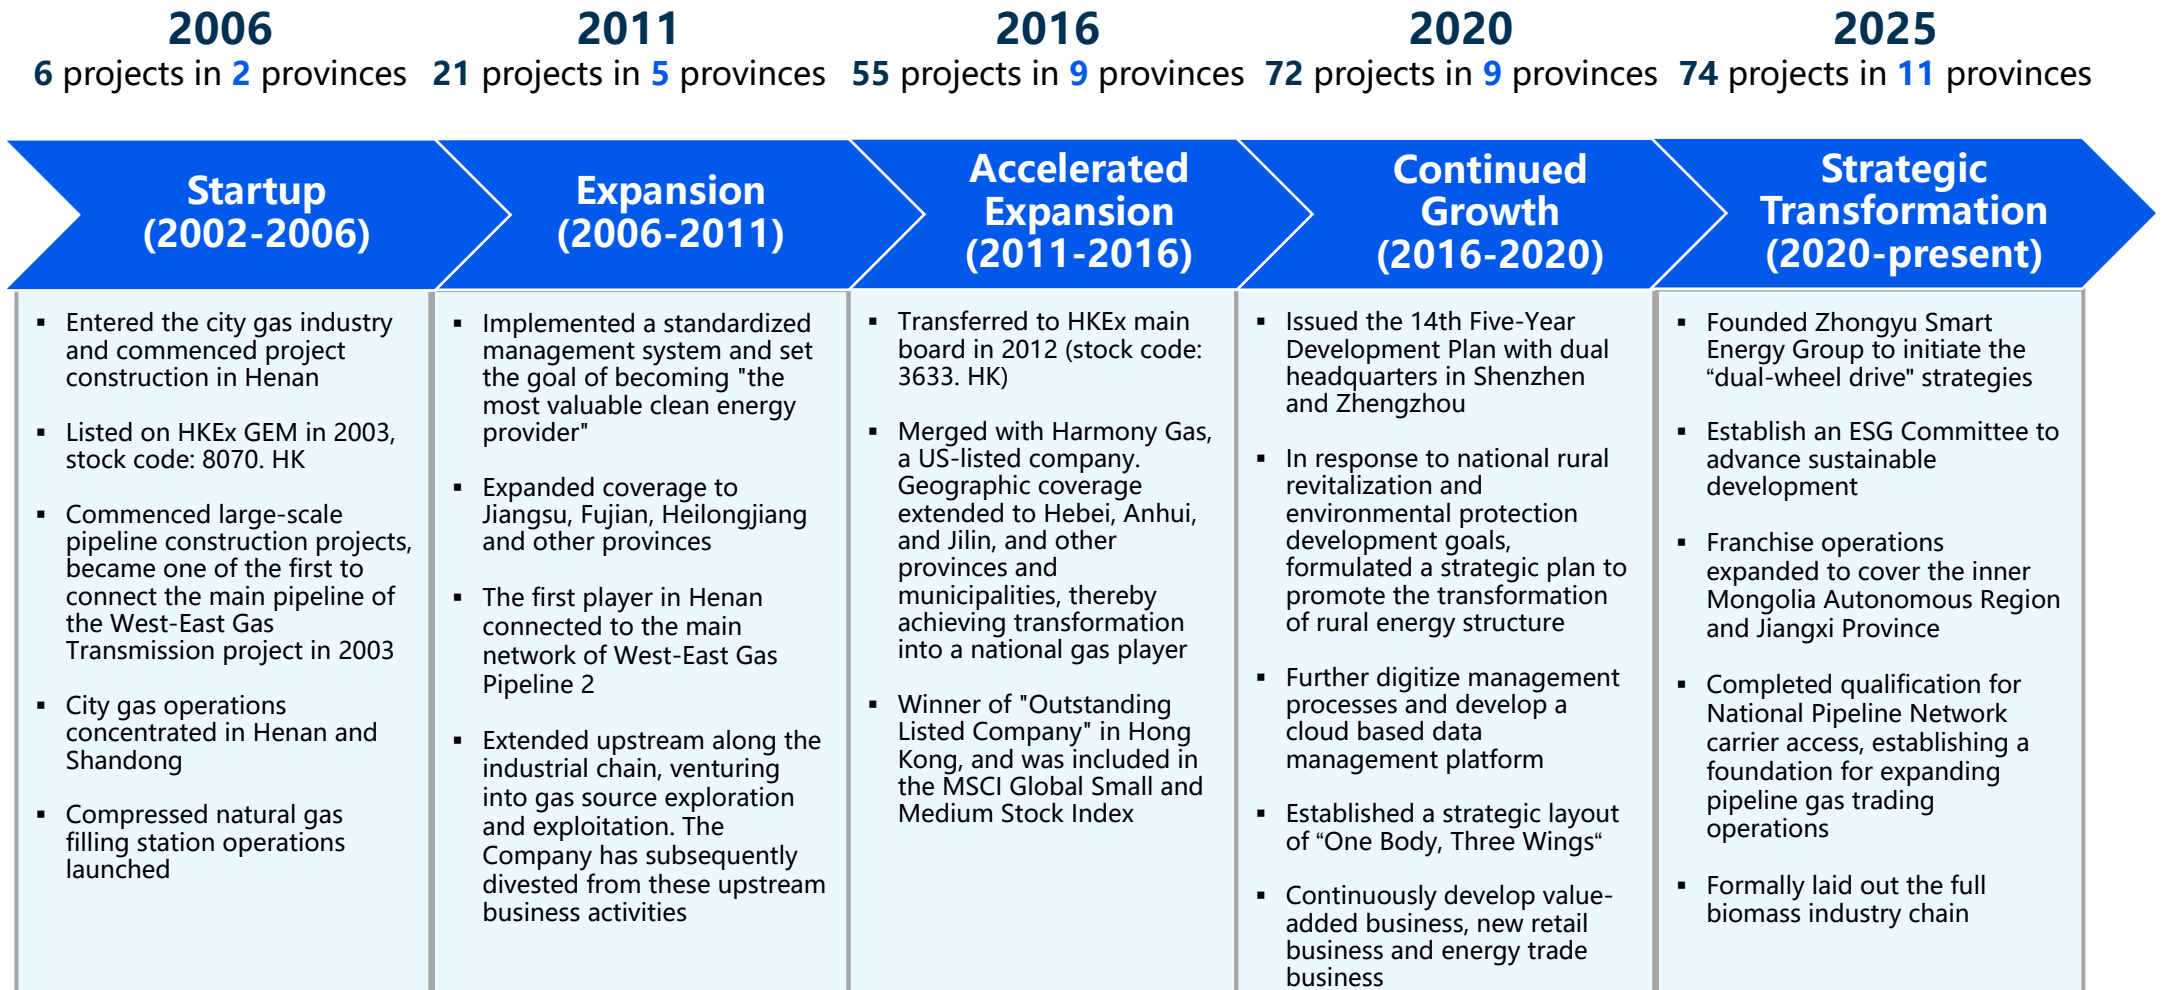 2006
6 projects in 2 provinces
2011
21 projects in 5 provinces
2016
55 projects in 9 provinces
2020
72 projects in 9 provinces
2025
74 projects in 11 provinces
Startup
(2002-2006)
▪ Entered the city gas industry
and commenced project
construction in Henan
▪ Listed on HKEx GEM in 2003,
stock code: 8070. HK
▪ Commenced large-scale
pipeline construction projects,
became one of the first to
connect the main pipeline of
the West-East Gas
Transmission project in 2003
▪ City gas operations
concentrated in Henan and
Shandong
▪ Compressed natural gas
filling station operations
launched
Expansion
(2006-2011)
▪ Implemented a standardized
management system and set
the goal of becoming "the
most valuable clean energy
provider"
▪ Expanded coverage to
Jiangsu, Fujian, Heilongjiang
and other provinces
▪ The first player in Henan
connected to the main
network of West-East Gas
Pipeline 2
▪ Extended upstream along the
industrial chain, venturing
into gas source exploration
and exploitation. The
Company has subsequently
divested from these upstream
business activities
Accelerated
Expansion
(2011-2016)
▪ Transferred to HKEx main
board in 2012 (stock code:
3633. HK)
▪ Merged with Harmony Gas,
a US-listed company.
Geographic coverage
extended to Hebei, Anhui,
and Jilin, and other
provinces and
municipalities, thereby
achieving transformation
into a national gas player
▪ Winner of "Outstanding
Listed Company" in Hong
Kong, and was included in
the MSCI Global Small and
Medium Stock Index
Continued
Growth
(2016-2020)
▪ Issued the 14th Five-Year
Development Plan with dual
headquarters in Shenzhen
and Zhengzhou
▪ In response to national rural
revitalization and
environmental protection
development goals,
formulated a strategic plan to
promote the transformation
of rural energy structure
▪ Further digitize management
processes and develop a
cloud based data
management platform
▪ Established a strategic layout
of “One Body, Three Wings“
▪ Continuously develop value-
added business, new retail
business and energy trade
business
Strategic
Transformation
(2020-present)
▪ Founded Zhongyu Smart
Energy Group to initiate the
“dual-wheel drive" strategies
▪ Establish an ESG Committee to
advance sustainable
development
▪ Franchise operations
expanded to cover the inner
Mongolia Autonomous Region
and Jiangxi Province
▪ Completed qualification for
National Pipeline Network
carrier access, establishing a
foundation for expanding
pipeline gas trading
operations
▪ Formally laid out the full
biomass industry chain